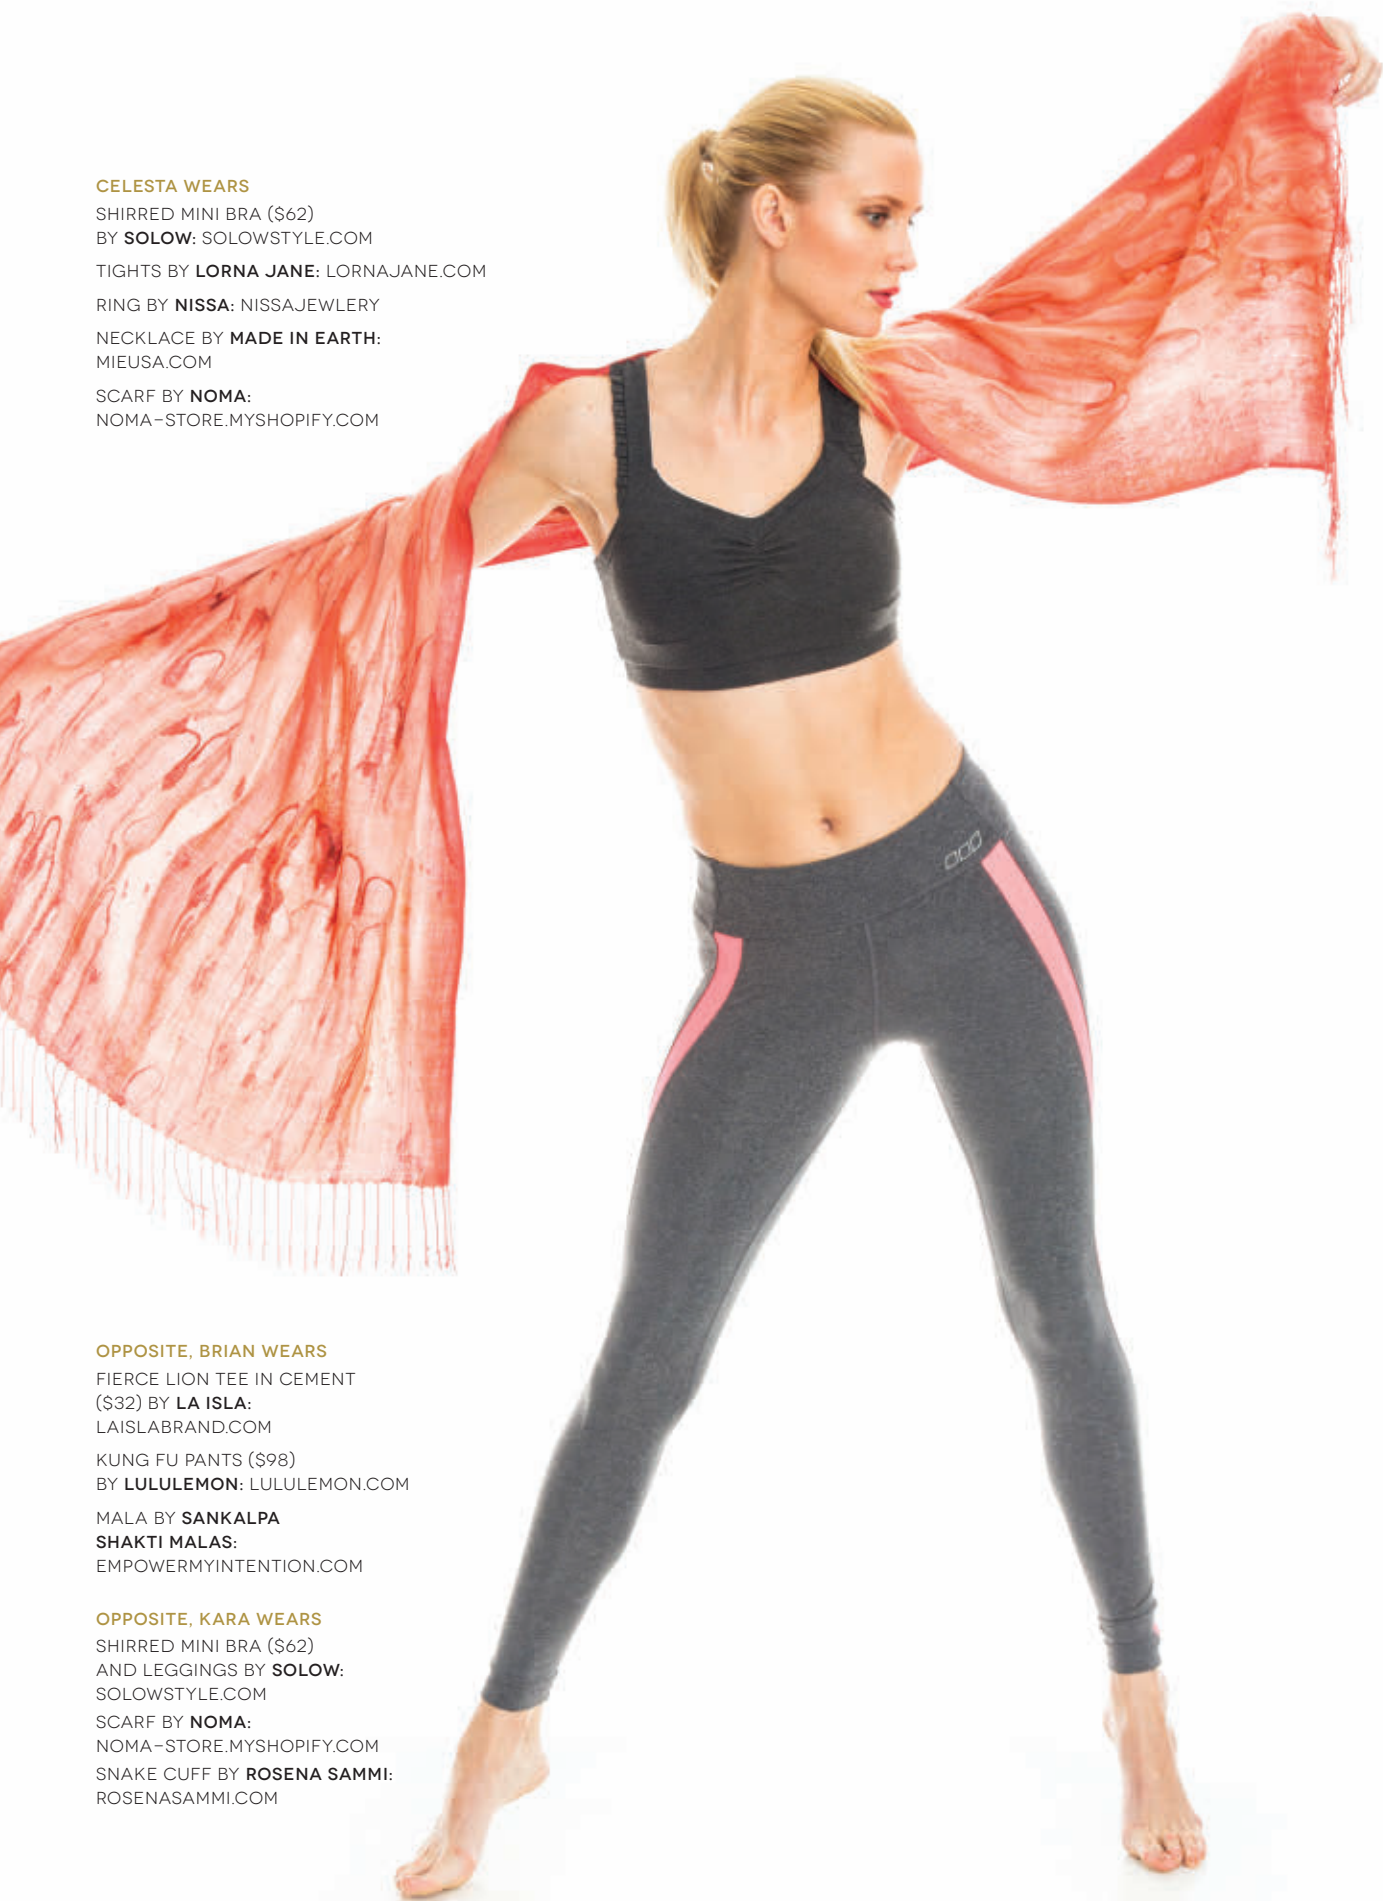 CELESTA WEARS
SHIRRED MINI BRA ($62)
BY SOLOW: SOLOWSTYLE.COM
TIGHTS BY LORNA JANE: LORNAJANE.COM
RING BY NISSA: NISSAJEWLERY
NECKLACE BY MADE IN EARTH:
MIEUSA.COM
SCARF BY NOMA:
NOMA-STORE.MYSHOPIFY.COM
OPPOSITE, BRIAN WEARS
FIERCE LION TEE IN CEMENT
($32) BY LA ISLA:
LAISLABRAND.COM
KUNG FU PANTS ($98)
BY LULULEMON: LULULEMON.COM
MALA BY SANKALPA
SHAKTI MALAS:
EMPOWERMYINTENTION.COM
OPPOSITE, KARA WEARS
SHIRRED MINI BRA ($62)
AND LEGGINGS BY SOLOW:
SOLOWSTYLE.COM
SCARF BY NOMA:
NOMA-STORE.MYSHOPIFY.COM
SNAKE CUFF BY ROSENA SAMMI:
ROSENASAMMI.COM